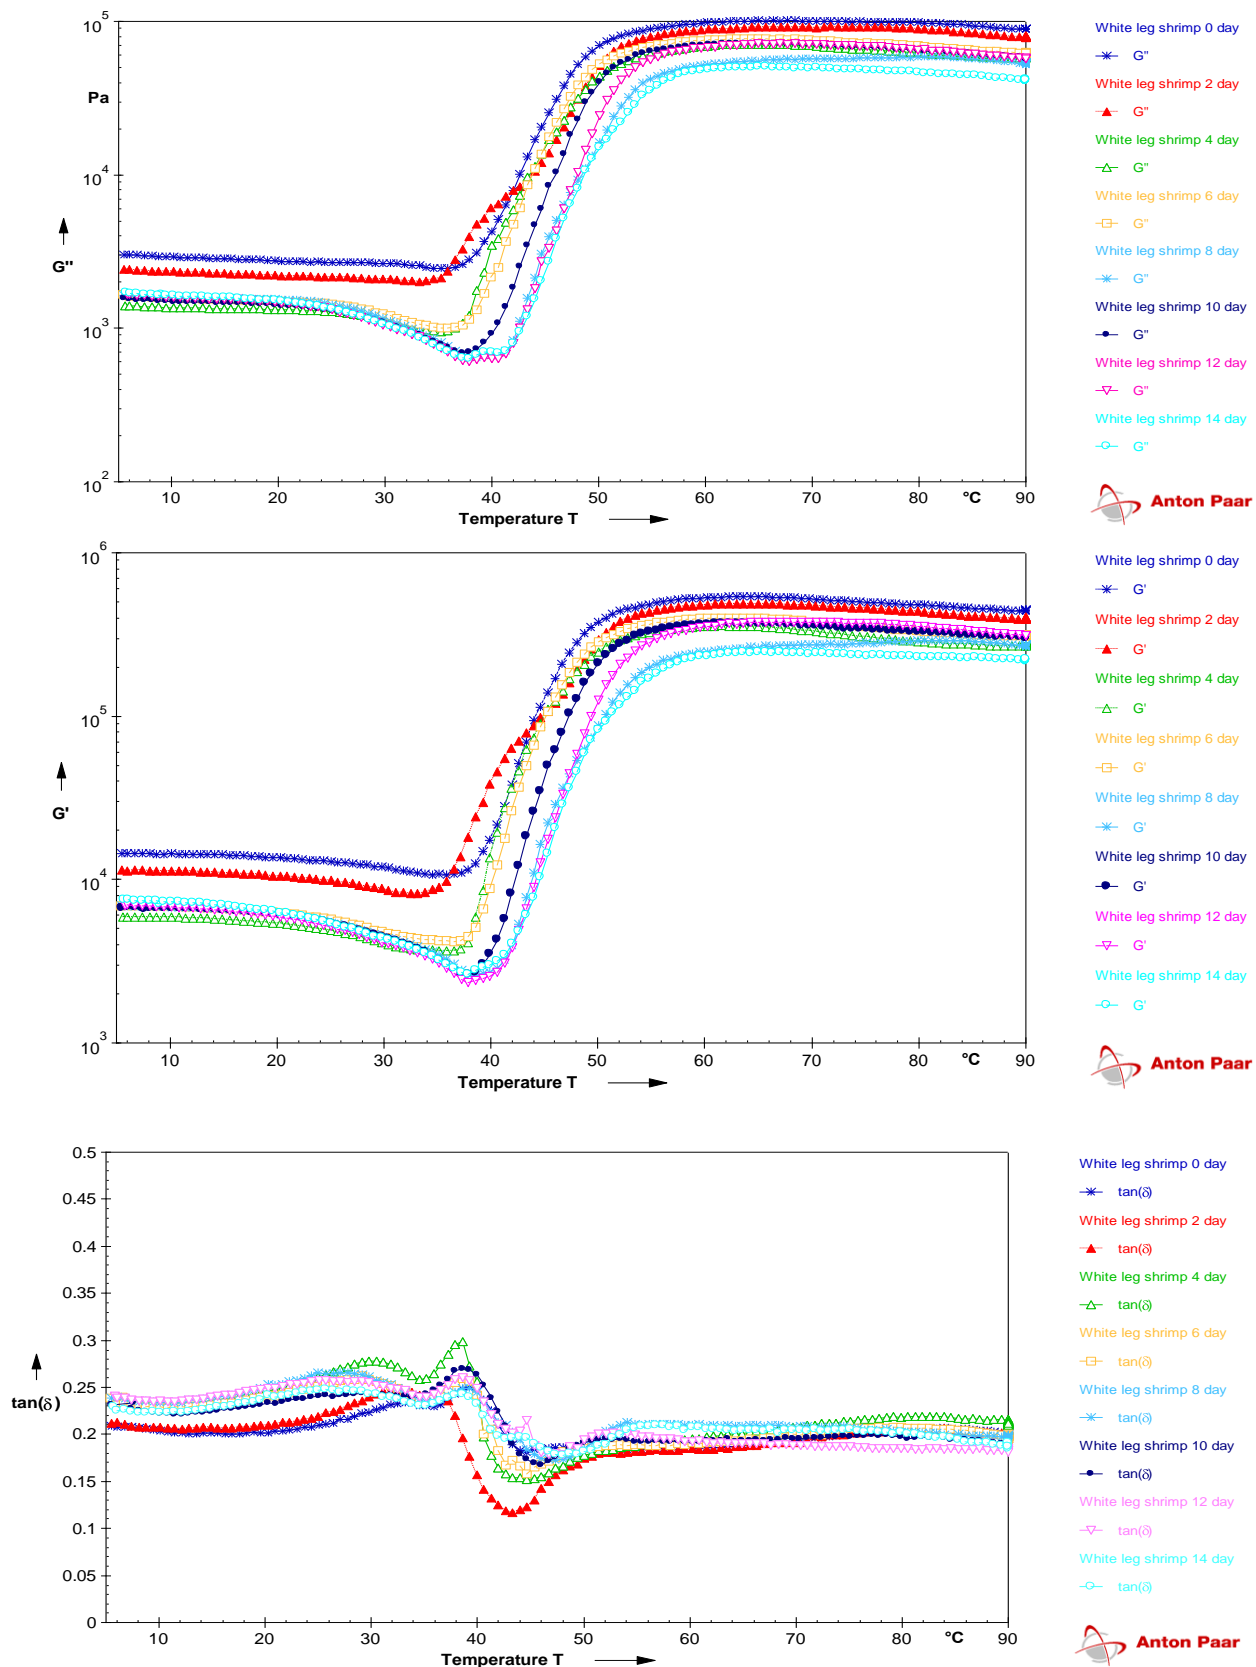 10^5
Pa
10^4
G"
10^3
10^2
10 20 30 40 50 60 70 80 °C 90
Temperature T
White leg shrimp 0 day
G"
White leg shrimp 2 day
G"
White leg shrimp 4 day
G"
White leg shrimp 6 day
G"
White leg shrimp 8 day
G"
White leg shrimp 10 day
G"
White leg shrimp 12 day
G"
White leg shrimp 14 day
G"
Anton Paar
10^6
10^5
G'
10^4
10^3
10 20 30 40 50 60 70 80 °C 90
Temperature T
White leg shrimp 0 day
G'
White leg shrimp 2 day
G'
White leg shrimp 4 day
G'
White leg shrimp 6 day
G'
White leg shrimp 8 day
G'
White leg shrimp 10 day
G'
White leg shrimp 12 day
G'
White leg shrimp 14 day
G'
Anton Paar
0.5
0.45
0.4
0.35
0.3
0.25
tan(δ)
0.2
0.15
0.1
0.05
0
10 20 30 40 50 60 70 80 °C 90
Temperature T
White leg shrimp 0 day
tan(δ)
White leg shrimp 2 day
tan(δ)
White leg shrimp 4 day
tan(δ)
White leg shrimp 6 day
tan(δ)
White leg shrimp 8 day
tan(δ)
White leg shrimp 10 day
tan(δ)
White leg shrimp 12 day
tan(δ)
White leg shrimp 14 day
tan(δ)
Anton Paar